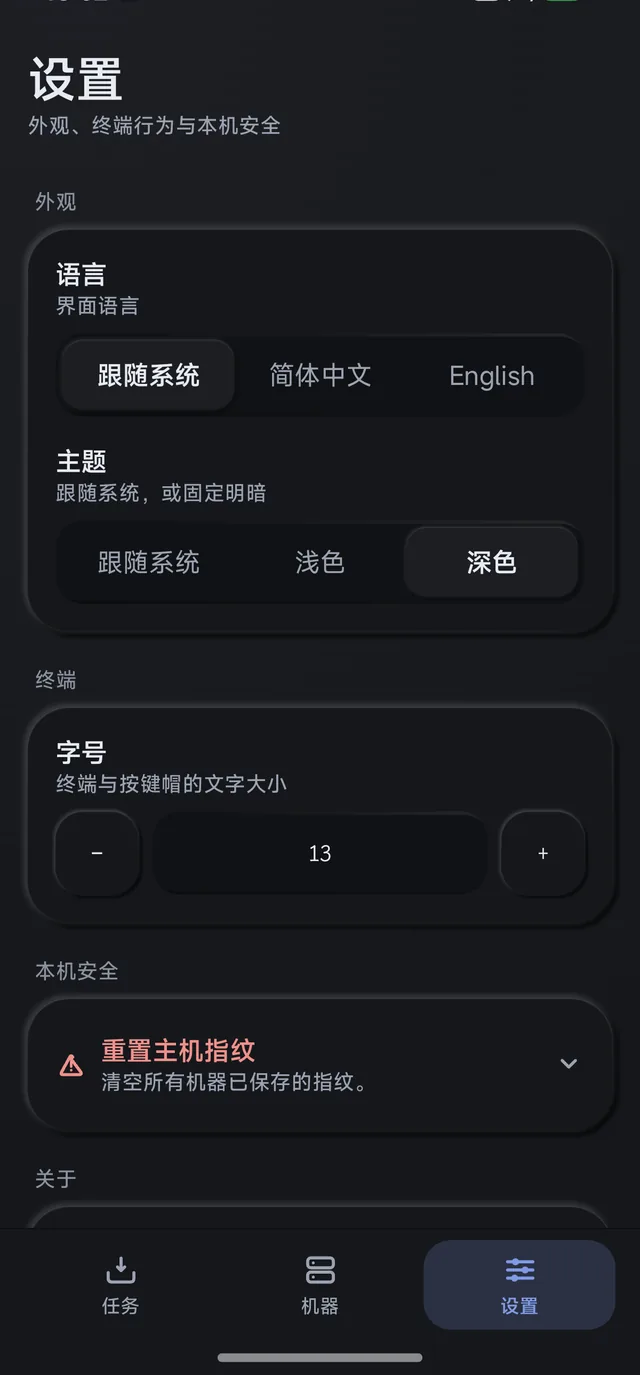 设置
外观、终端行为与本机安全
外观
语言
界面语言
跟随系统 简体中文 English
主题
跟随系统，或固定明暗
跟随系统 浅色 深色
终端
字号
终端与按键帽的文字大小
− 13 +
本机安全
重置主机指纹
清空所有机器已保存的指纹。
关于
任务 机器 设置